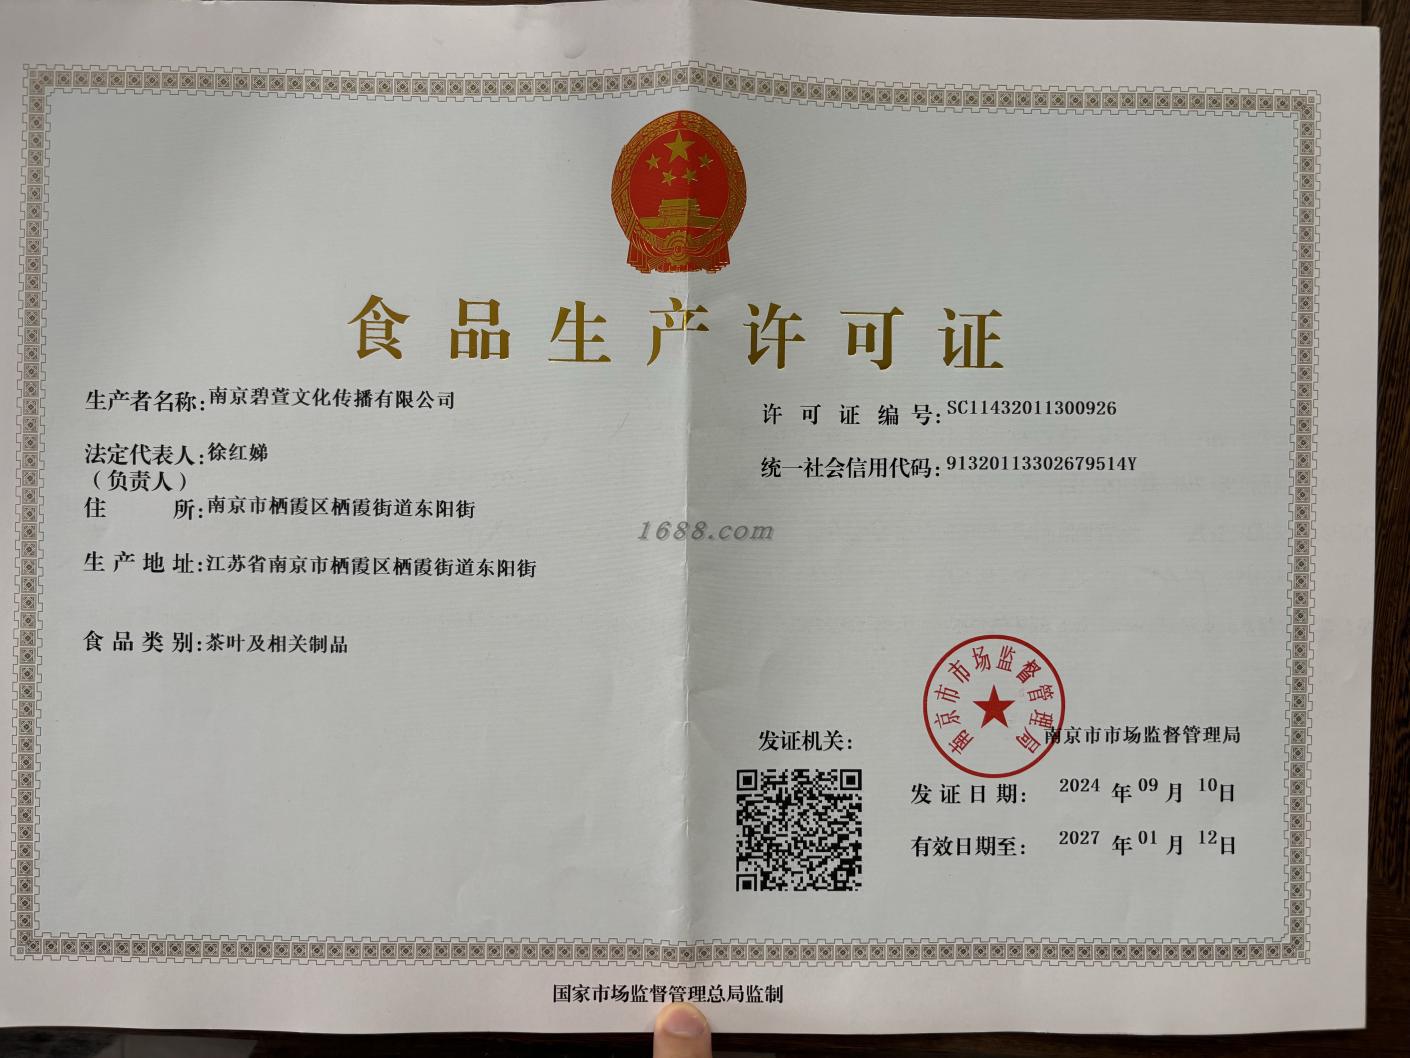 食品生产许可证
生产者名称:南京碧萱文化传播有限公司
法定代表人:徐红娣
（负责人）
住所:南京市栖霞区栖霞街道东阳街
生产地址:江苏省南京市栖霞区栖霞街道东阳街
食品类别:茶叶及相关制品
许可证编号:SC11432011300926
统一社会信用代码:91320113302679514Y
1688.com
南京市市场监督管理局
发证机关: 南京市市场监督管理局
发证日期: 2024年09月10日
有效日期至: 2027年01月12日
国家市场监督管理总局监制